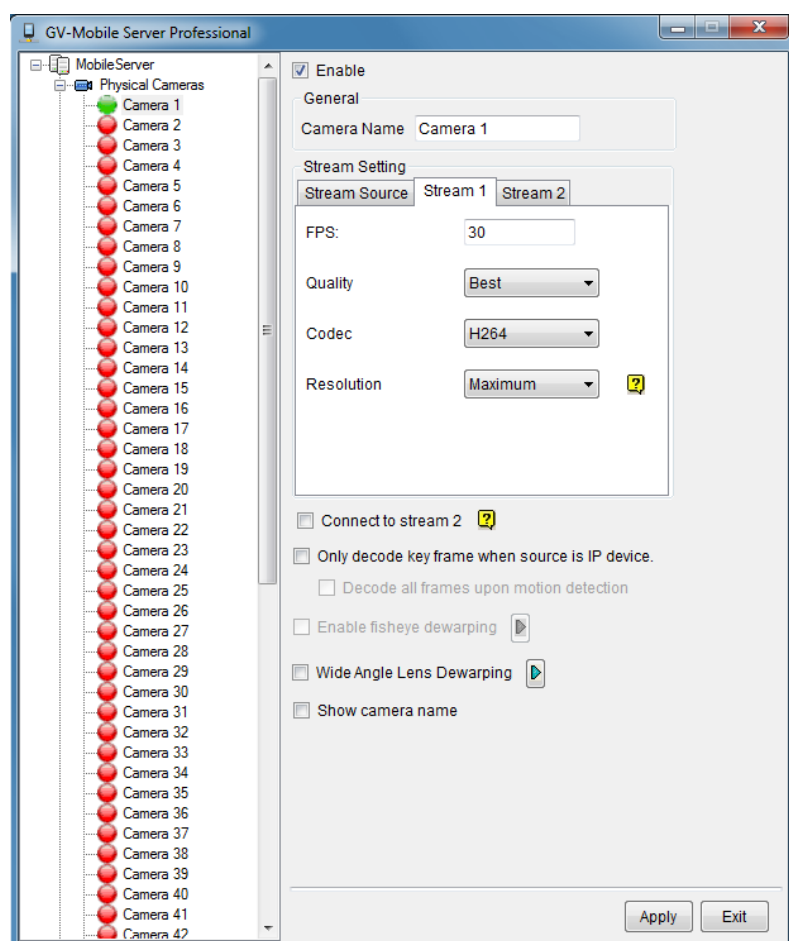 GV-Mobile Server Professional
MobileServer
Physical Cameras
Camera 1
Camera 2
Camera 3
Camera 4
Camera 5
Camera 6
Camera 7
Camera 8
Camera 9
Camera 10
Camera 11
Camera 12
Camera 13
Camera 14
Camera 15
Camera 16
Camera 17
Camera 18
Camera 19
Camera 20
Camera 21
Camera 22
Camera 23
Camera 24
Camera 25
Camera 26
Camera 27
Camera 28
Camera 29
Camera 30
Camera 31
Camera 32
Camera 33
Camera 34
Camera 35
Camera 36
Camera 37
Camera 38
Camera 39
Camera 40
Camera 41
Camera 42
Enable
General
Camera Name Camera 1
Stream Setting
Stream Source Stream 1 Stream 2
FPS: 30
Quality Best
Codec H264
Resolution Maximum ?
Connect to stream 2 ?
Only decode key frame when source is IP device.
Decode all frames upon motion detection
Enable fisheye dewarping
Wide Angle Lens Dewarping
Show camera name
Apply Exit